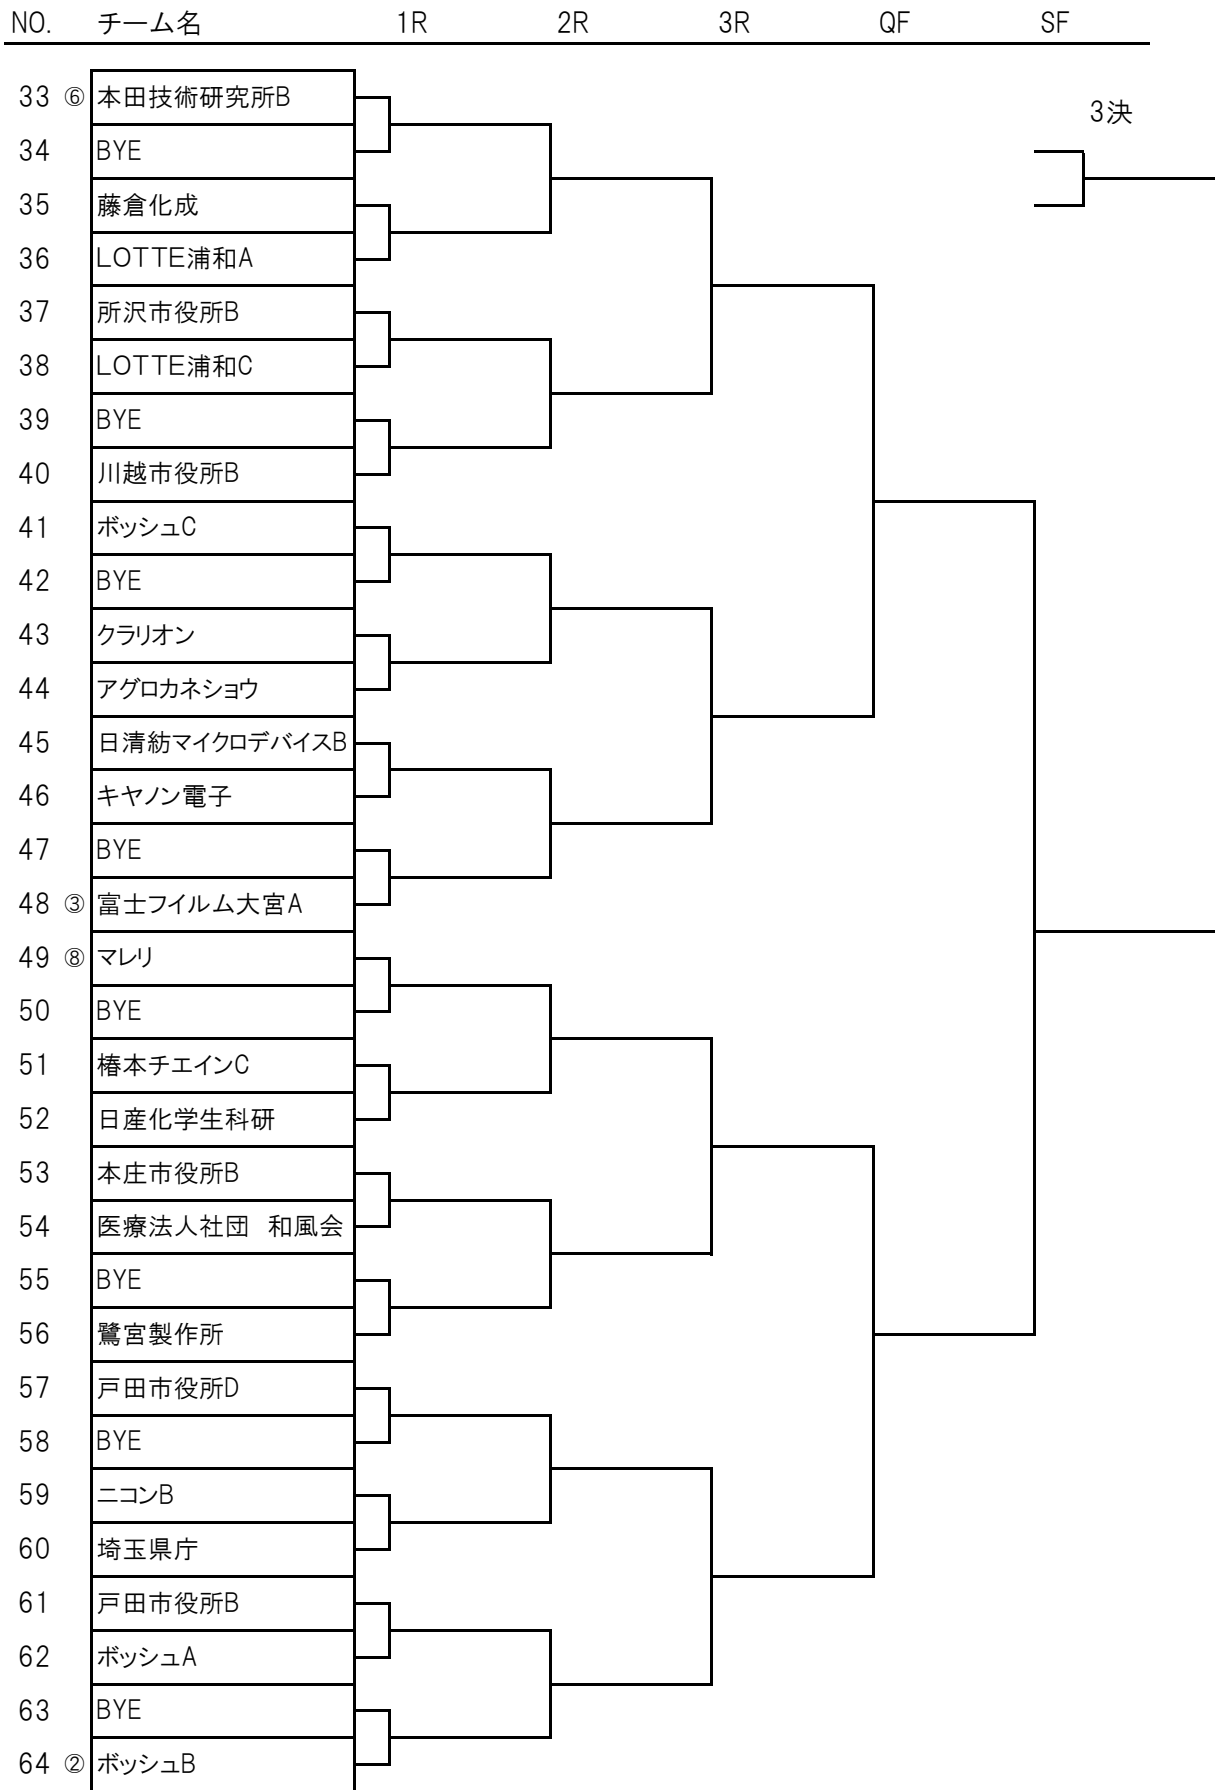 NO. チーム名 1R 2R 3R QF SF
33 ⑥ 本田技術研究所B
3決
34 BYE
35 藤倉化成
36 LOTTE浦和A
37 所沢市役所B
38 LOTTE浦和C
39 BYE
40 川越市役所B
41 ボッシュC
42 BYE
43 クラリオン
44 アグロカネショウ
45 日清紡マイクロデバイスB
46 キヤノン電子
47 BYE
48 ③ 富士フイルム大宮A
49 ⑧ マレリ
50 BYE
51 椿本チエインC
52 日産化学生科研
53 本庄市役所B
54 医療法人社団　和風会
55 BYE
56 鷺宮製作所
57 戸田市役所D
58 BYE
59 ニコンB
60 埼玉県庁
61 戸田市役所B
62 ボッシュA
63 BYE
64 ② ボッシュB